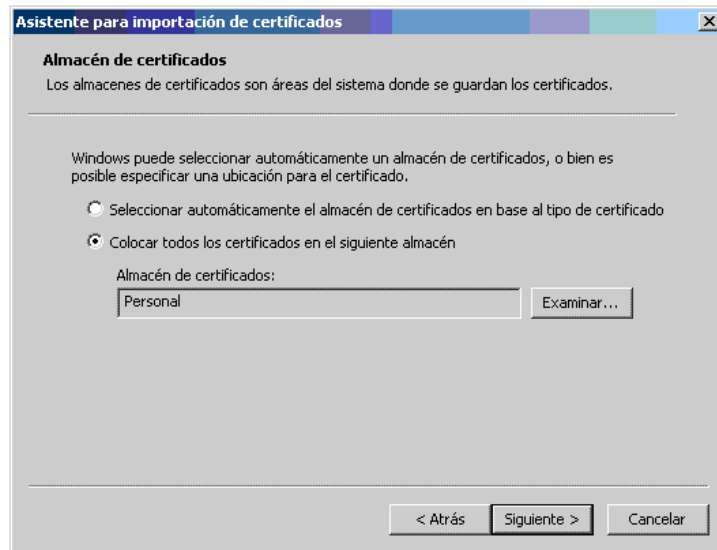 Asistente para importación de certificados
Almacén de certificados
Los almacenes de certificados son áreas del sistema donde se guardan los certificados.
Windows puede seleccionar automáticamente un almacén de certificados, o bien es
posible especificar una ubicación para el certificado.
Seleccionar automáticamente el almacén de certificados en base al tipo de certificado
Colocar todos los certificados en el siguiente almacén
Almacén de certificados:
Personal
Examinar...
< Atrás
Siguiente >
Cancelar